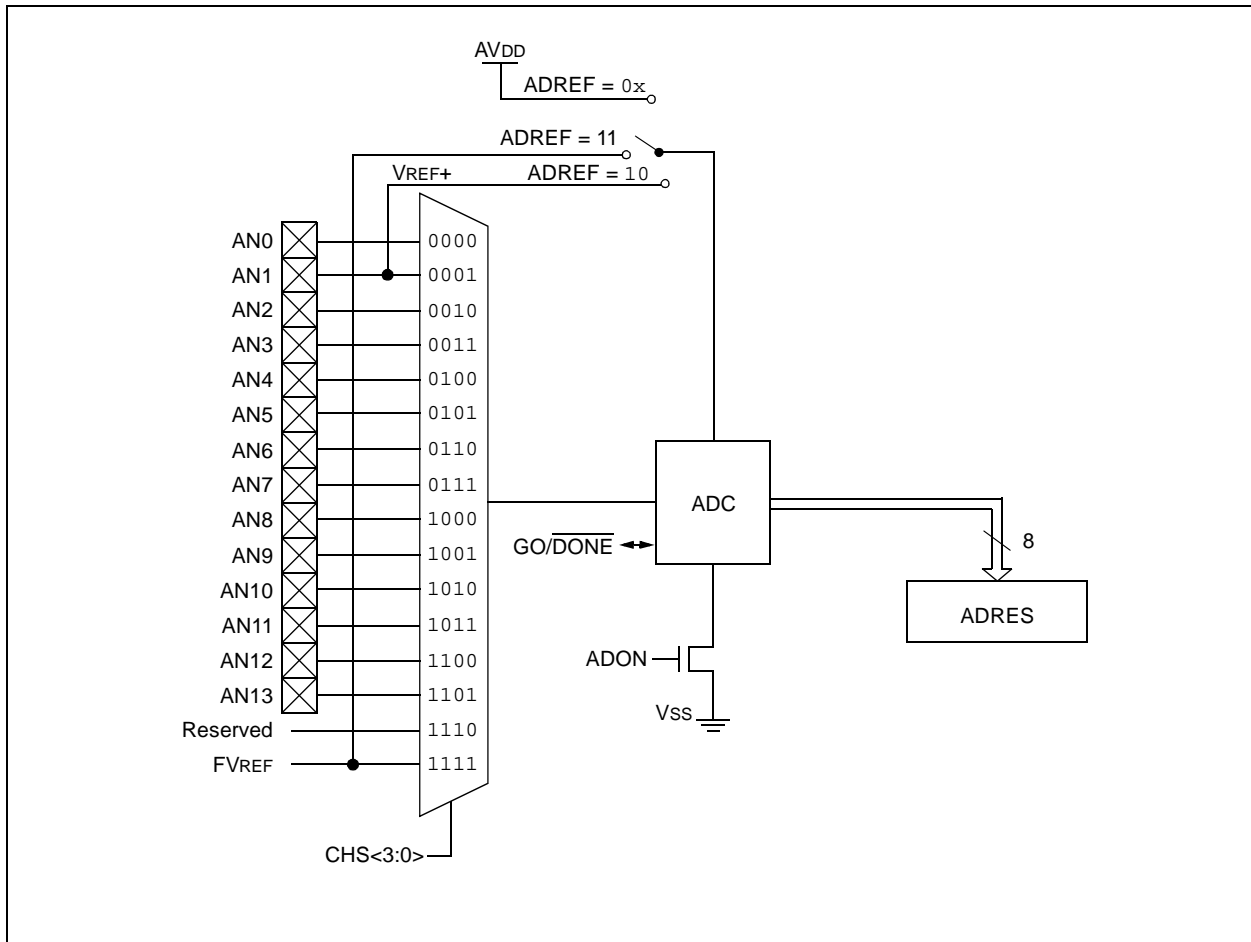 AVDD
ADREF = 0x
ADREF = 11
VREF+
ADREF = 10
AN0 0000
AN1 0001
AN2 0010
AN3 0011
AN4 0100
AN5 0101
AN6 0110
AN7 0111
AN8 1000
AN9 1001
AN10 1010
AN11 1011
AN12 1100
AN13 1101
Reserved 1110
FVREF 1111
CHS<3:0>
ADC
GO/DONE
8
ADRES
ADON
VSS